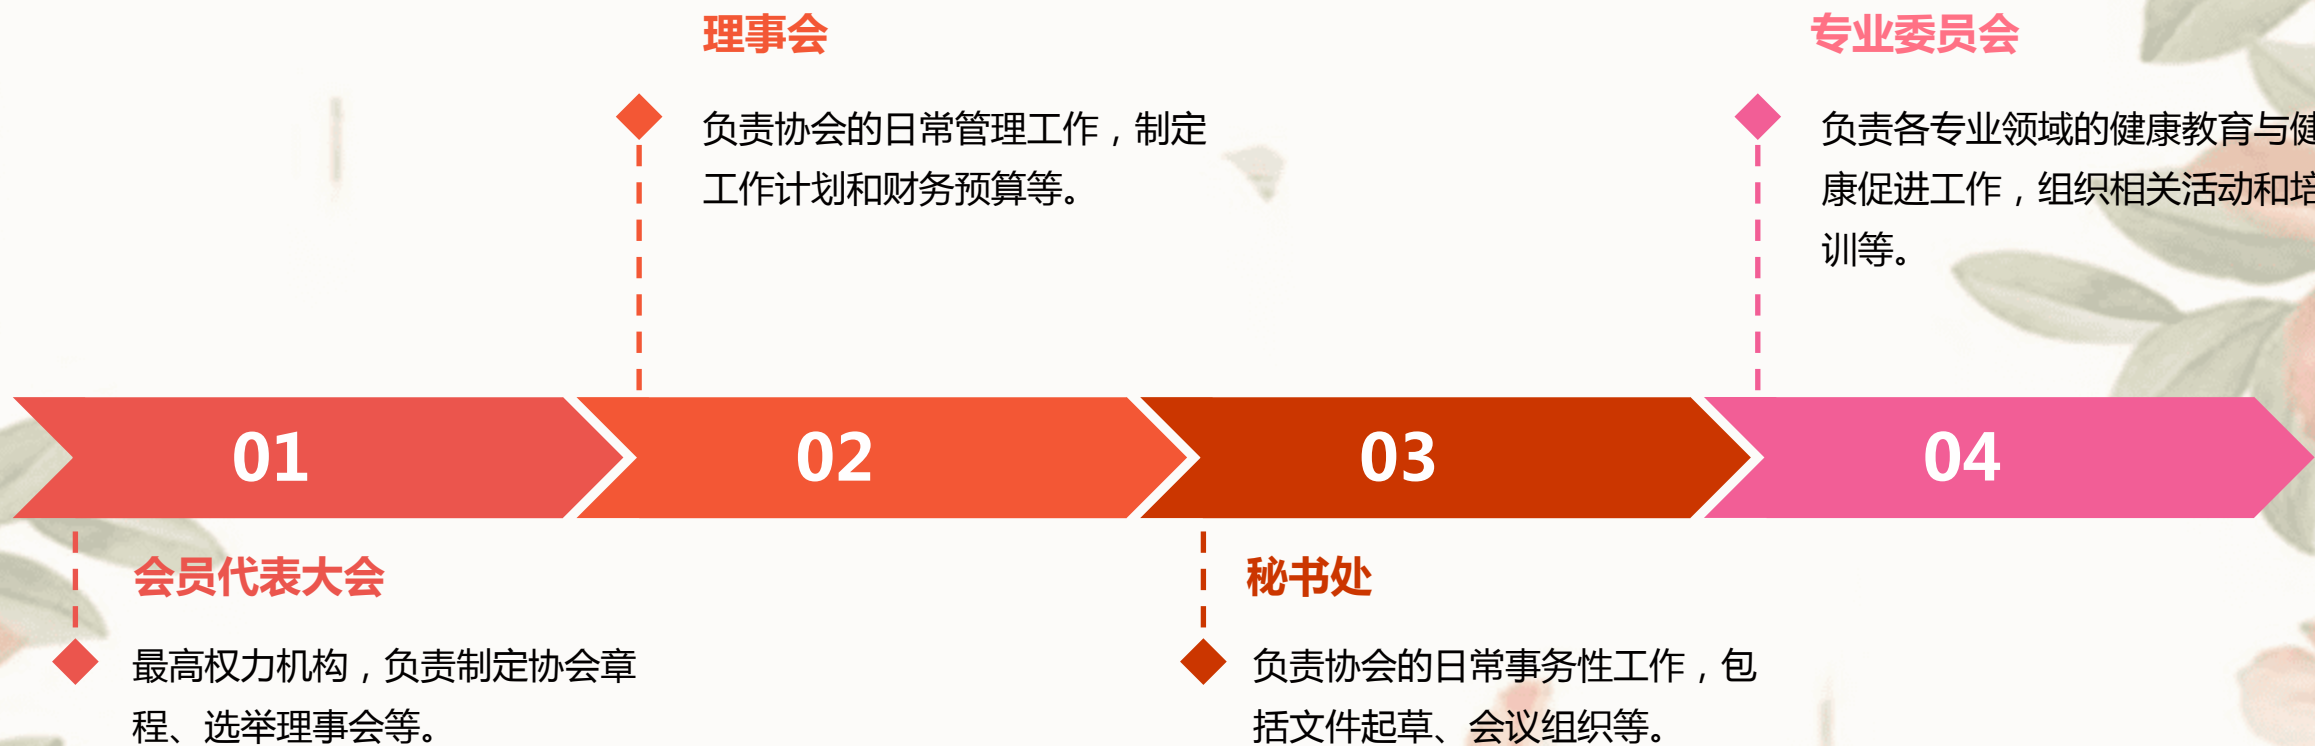 理事会
负责协会的日常管理工作，制定
工作计划和财务预算等。
专业委员会
负责各专业领域的健康教育与健
康促进工作，组织相关活动和培
训等。
01
02
03
04
会员代表大会
最高权力机构，负责制定协会章
程、选举理事会等。
秘书处
负责协会的日常事务性工作，包
括文件起草、会议组织等。